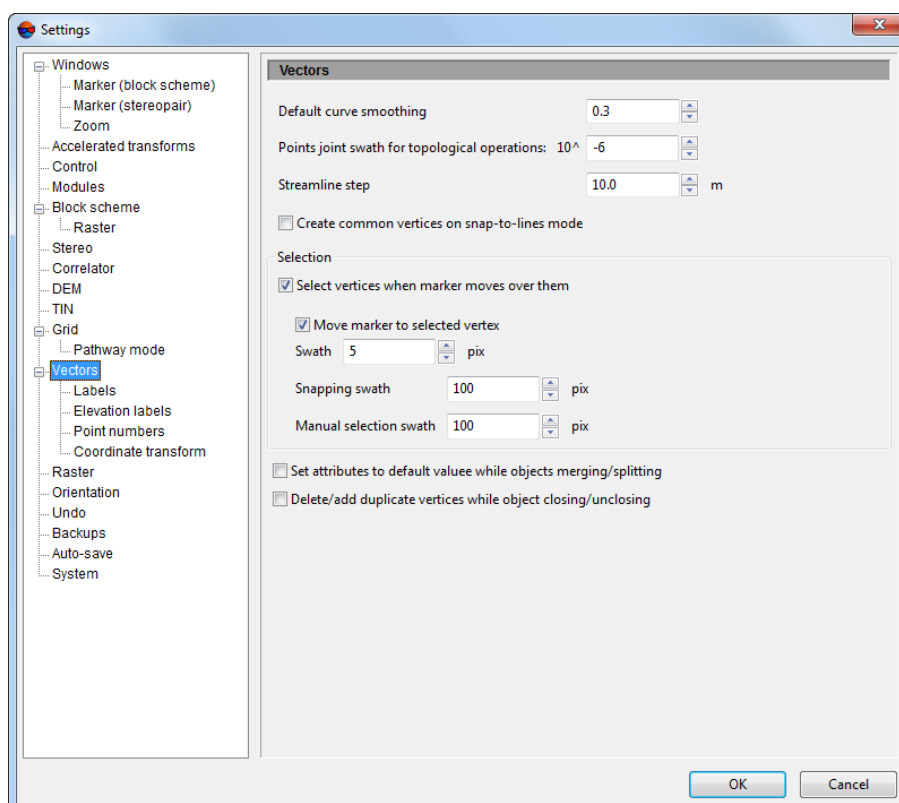 Settings
Windows
Marker (block scheme)
Marker (stereopair)
Zoom
Accelerated transforms
Control
Modules
Block scheme
Raster
Stereo
Correlator
DEM
TIN
Grid
Pathway mode
Vectors
Labels
Elevation labels
Point numbers
Coordinate transform
Raster
Orientation
Undo
Backups
Auto-save
System
Vectors
Default curve smoothing 0.3
Points joint swath for topological operations: 10^ -6
Streamline step 10.0 m
Create common vertices on snap-to-lines mode
Selection
Select vertices when marker moves over them
Move marker to selected vertex
Swath 5 pix
Snapping swath 100 pix
Manual selection swath 100 pix
Set attributes to default valuee while objects merging/splitting
Delete/add duplicate vertices while object closing/unclosing
OK Cancel